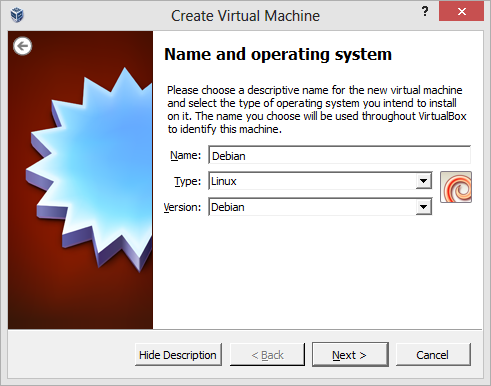 Create Virtual Machine
?
Name and operating system
Please choose a descriptive name for the new virtual machine
and select the type of operating system you intend to install
on it. The name you choose will be used throughout VirtualBox
to identify this machine.
Name: Debian
Type: Linux
Version: Debian
Hide Description < Back Next > Cancel